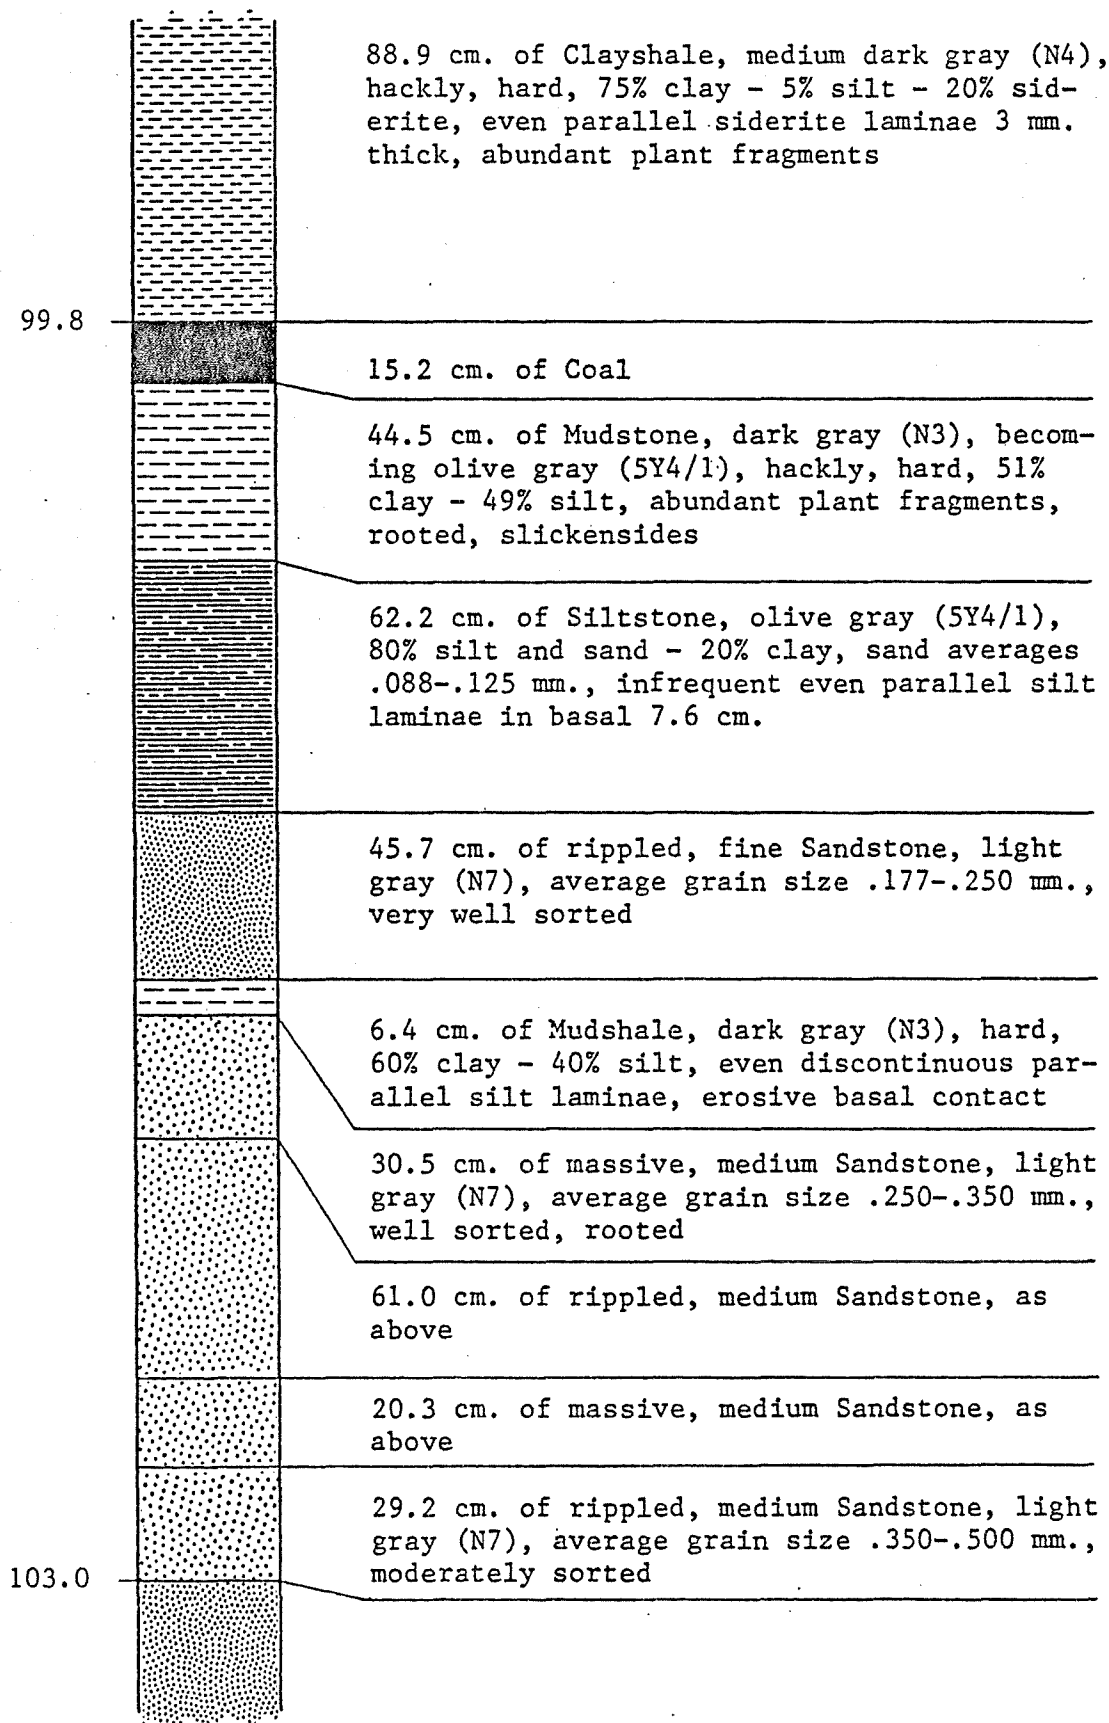 88.9 cm. of Clayshale, medium dark gray (N4),
hackly, hard, 75% clay - 5% silt - 20% sid-
erite, even parallel siderite laminae 3 mm.
thick, abundant plant fragments
99.8
15.2 cm. of Coal
44.5 cm. of Mudstone, dark gray (N3), becom-
ing olive gray (5Y4/1), hackly, hard, 51%
clay - 49% silt, abundant plant fragments,
rooted, slickensides
62.2 cm. of Siltstone, olive gray (5Y4/1),
80% silt and sand - 20% clay, sand averages
.088-.125 mm., infrequent even parallel silt
laminae in basal 7.6 cm.
45.7 cm. of rippled, fine Sandstone, light
gray (N7), average grain size .177-.250 mm.,
very well sorted
6.4 cm. of Mudshale, dark gray (N3), hard,
60% clay - 40% silt, even discontinuous par-
allel silt laminae, erosive basal contact
30.5 cm. of massive, medium Sandstone, light
gray (N7), average grain size .250-.350 mm.,
well sorted, rooted
61.0 cm. of rippled, medium Sandstone, as
above
20.3 cm. of massive, medium Sandstone, as
above
29.2 cm. of rippled, medium Sandstone, light
gray (N7), average grain size .350-.500 mm.,
moderately sorted
103.0